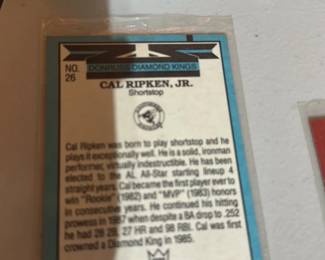 NO.
26
DONRUSS DIAMOND KINGS
CAL RIPKEN, JR.
Shortstop
Cal Ripken was born to play shortstop and he
plays it exceptionally well. He is a solid, ironman
performer, virtually indestructible. He has been
elected to the AL All-Star starting lineup 4
straight years. Cal became the first player ever to
win "Rookie" (1982) and "MVP" (1983) honors
in consecutive years. He continued his hitting
prowess in 1987 when despite a BA drop to .252
he had 28 2B, 27 HR and 98 RBI. Cal was first
crowned a Diamond King in 1985.